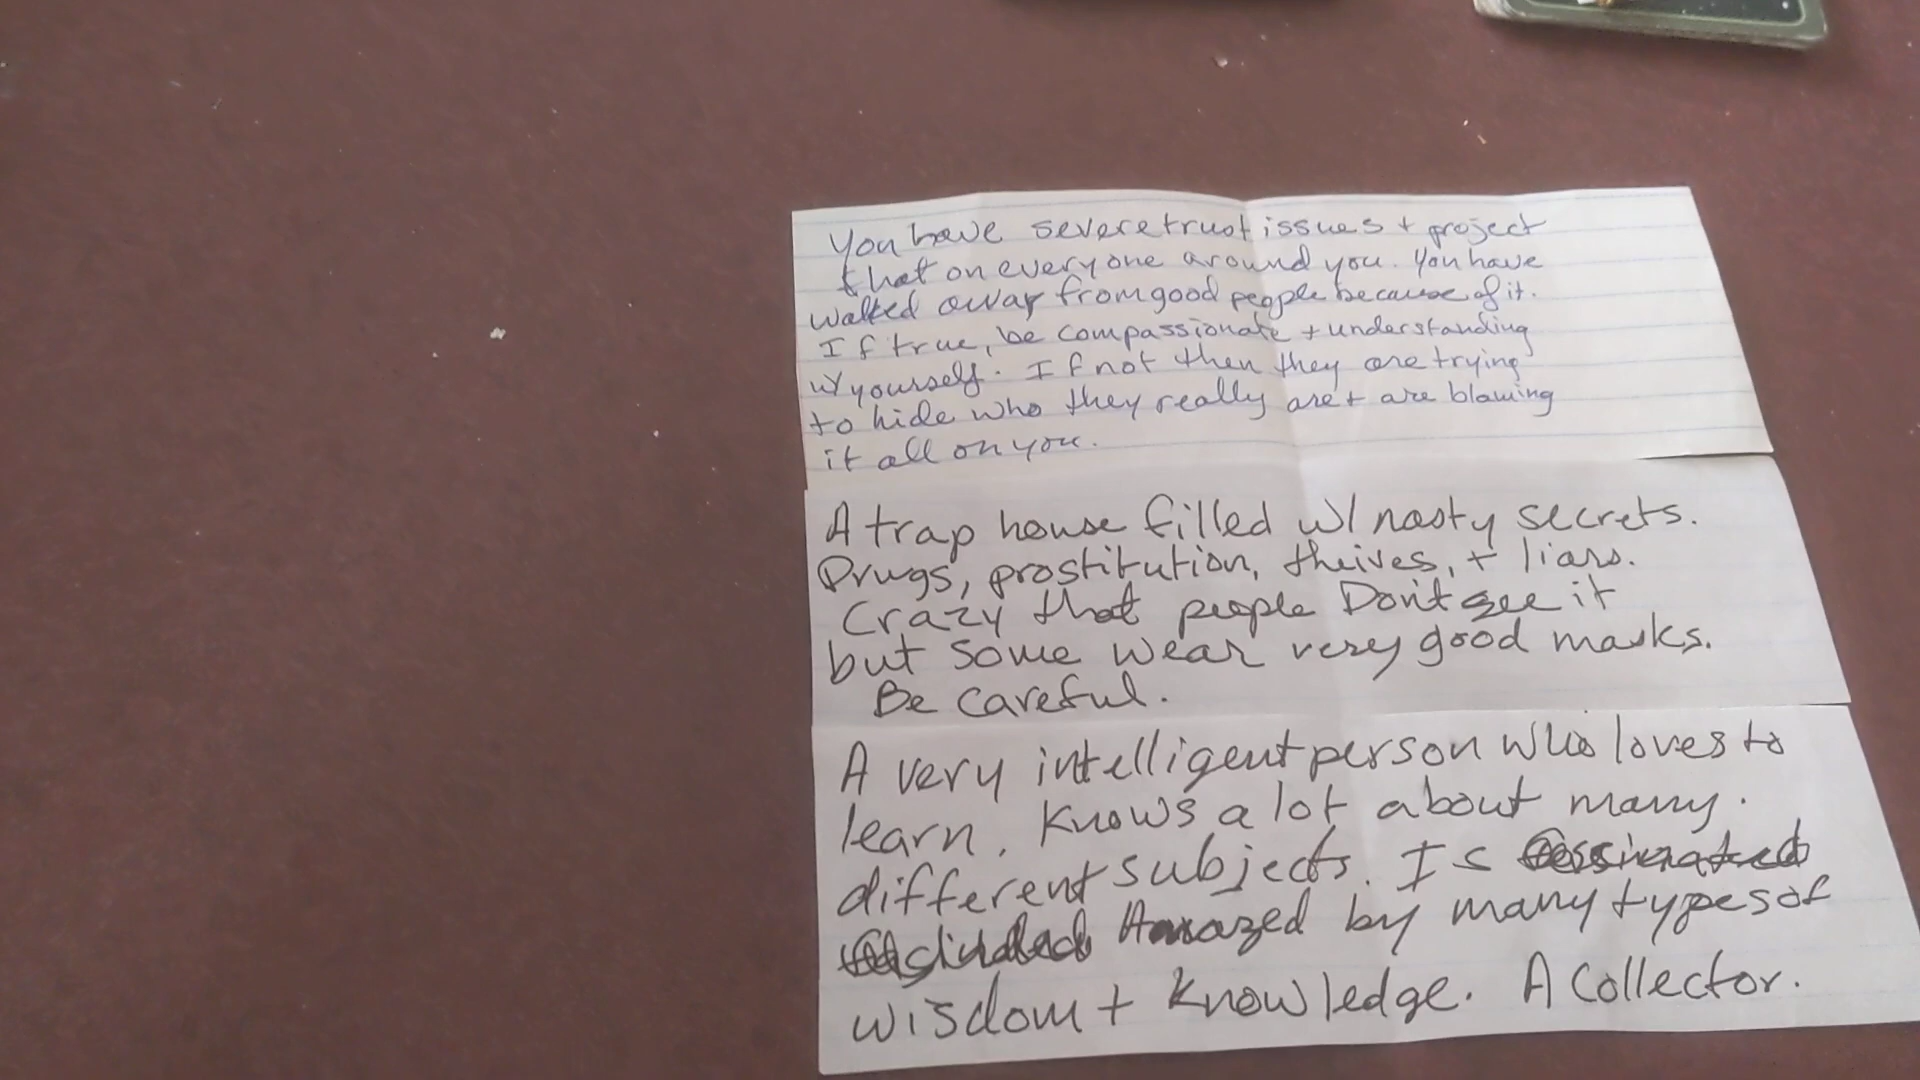 You have severe trust issues + project
that on everyone around you. You have
walked away from good people because of it.
If true, be compassionate + understanding
w/ yourself. If not then they are trying
to hide who they really are + are blaming
it all on you.
A trap house filled w/ nasty secrets.
Drugs, prostitution, theives, + liars.
Crazy that people Don't see it
but some wear very good masks.
Be careful.
A very intelligent person who loves to
learn. Knows a lot about many.
different subjects. Is
Amazed by many types of
wisdom + knowledge. A Collector.